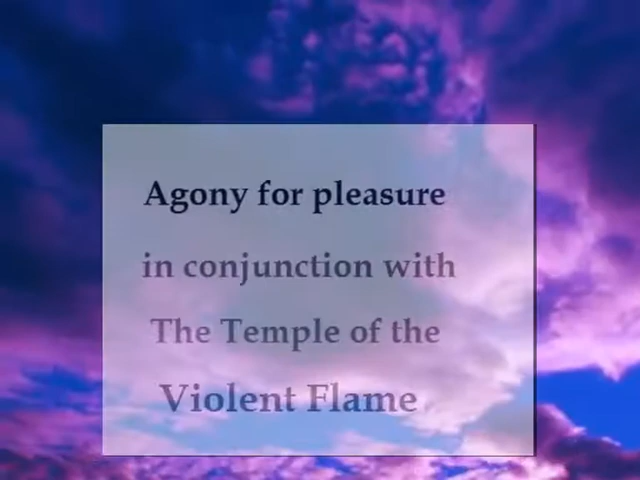 Agony for pleasure
in conjunction with
The Temple of the
Violent Flame